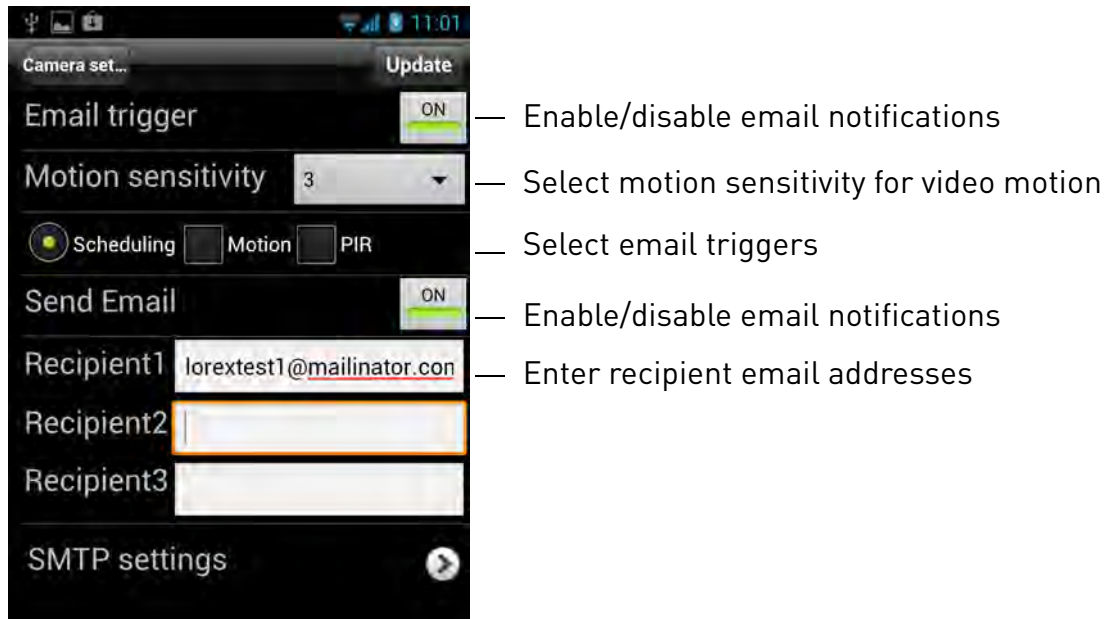 11:01
Camera set...
Update
Email trigger
ON
Enable/disable email notifications
Motion sensitivity
3
Select motion sensitivity for video motion
Scheduling
Motion
PIR
Select email triggers
Send Email
ON
Enable/disable email notifications
Recipient1
lorextest1@mailinator.com
Enter recipient email addresses
Recipient2
Recipient3
SMTP settings